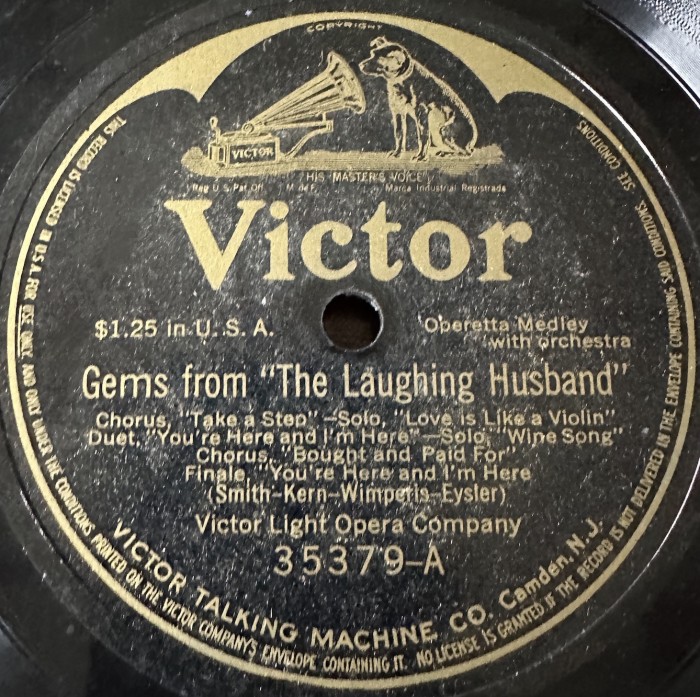 COPYRIGHT
VICTOR
HIS MASTER'S VOICE
Reg U.S. Pat. Off. M. de F. Marca Industrial Registrada
Victor
$1.25 in U.S.A.
Operetta Medley
with orchestra
Gems from "The Laughing Husband"
Chorus, "Take a Step"—Solo, "Love is Like a Violin"
Duet, "You're Here and I'm Here"—Solo, "Wine Song"
Chorus, "Bought and Paid For"
Finale, "You're Here and I'm Here
(Smith-Kern-Wimperis-Eysler)
Victor Light Opera Company
35379-A
VICTOR TALKING MACHINE CO. Camden, N.J.
THIS RECORD IS LICENSED IN U.S.A. FOR USE ONLY AND ONLY UNDER THE CONDITIONS PRINTED ON THE VICTOR COMPANY'S ENVELOPE CONTAINING IT. NO LICENSE IS GRANTED IF THE RECORD IS NOT DELIVERED IN THE ENVELOPE CONTAINING SAID CONDITIONS. SEE CONDITIONS